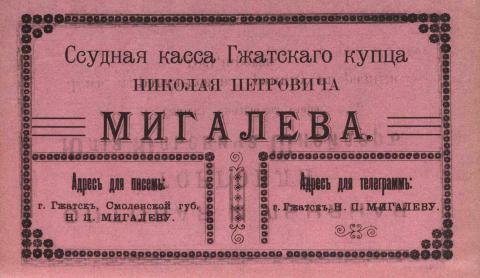 Ссудная касса Гжатскаго купца
НИКОЛАЯ ПЕТРОВИЧА
МИГАЛЕВА.
Адресъ для писемъ:
г. Гжатскъ, Смоленской губ.
Н. П. МИГАЛЕВУ.
Адресъ для телеграммъ:
г. Гжатскъ, Н. П. МИГАЛЕВУ.